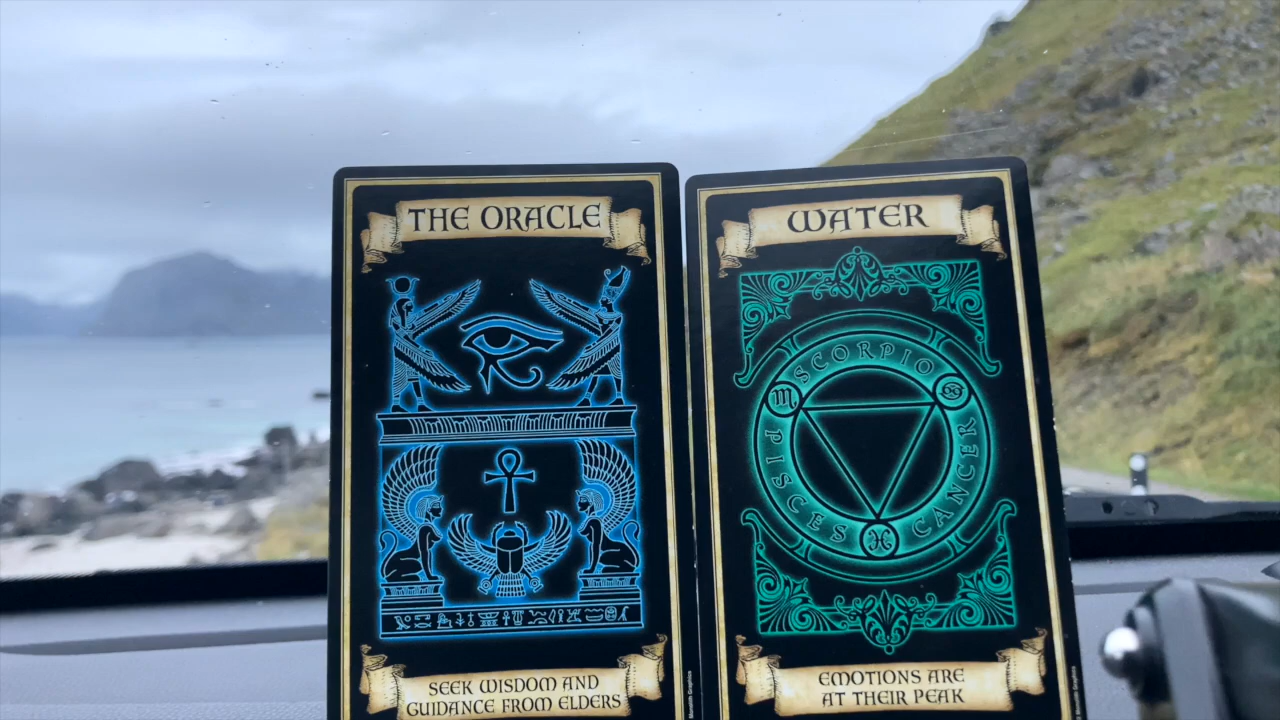 THE ORACLE
SEEK WISDOM AND
GUIDANCE FROM ELDERS
WATER
SCORPIO
CANCER
PISCES
EMOTIONS ARE
AT THEIR PEAK